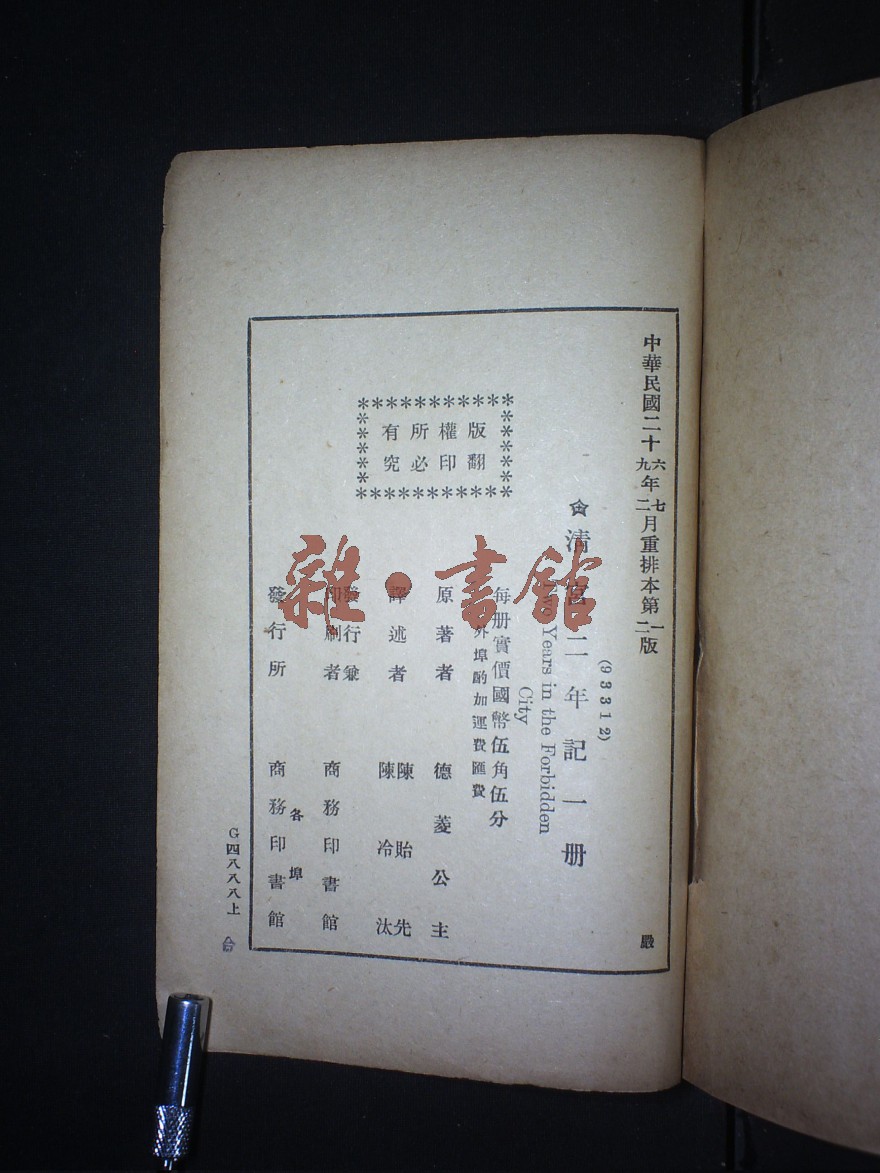 中華民國二十六年七月重排本第一版
九 二 二
嚴
(93312)
清宮二年記一册
Two Years in the Forbidden
City
每册實價國幣伍角伍分
外埠酌加運費匯費
版權所有
翻印必究
原著者 德菱公主
譯述者 陳貽先
陳冷汰
發行兼
印刷者 商務印書館
發行所 各埠
商務印書館
G四八八八上
雜·書館